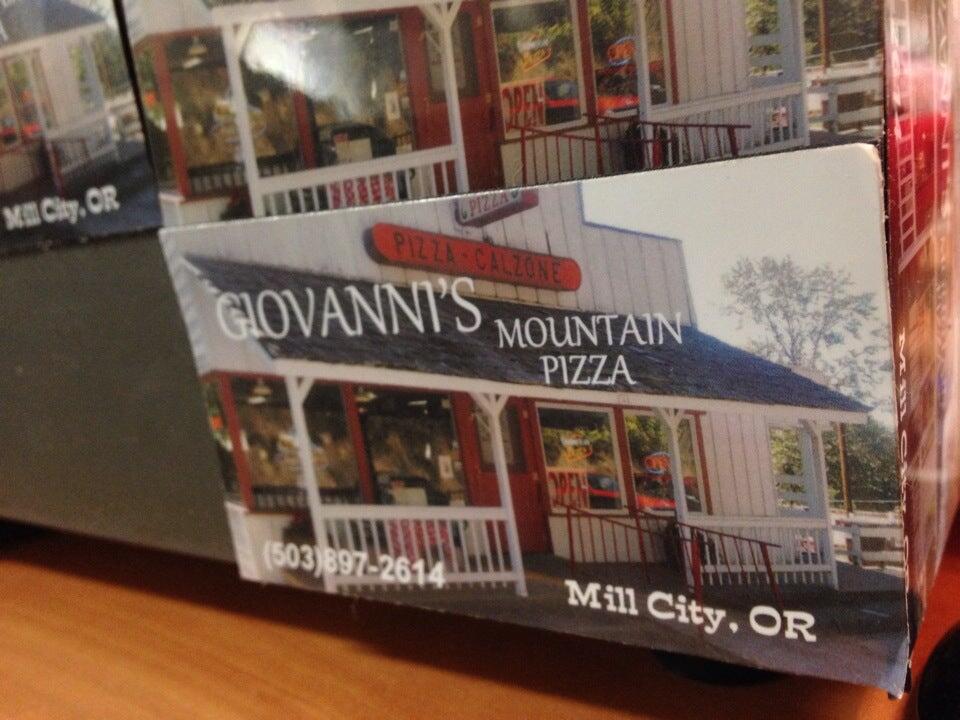 OPEN
Mill City, OR
PIZZA
PIZZA - CALZONE
GIOVANNI'S MOUNTAIN
PIZZA
OPEN
(503)897-2614
Mill City, OR